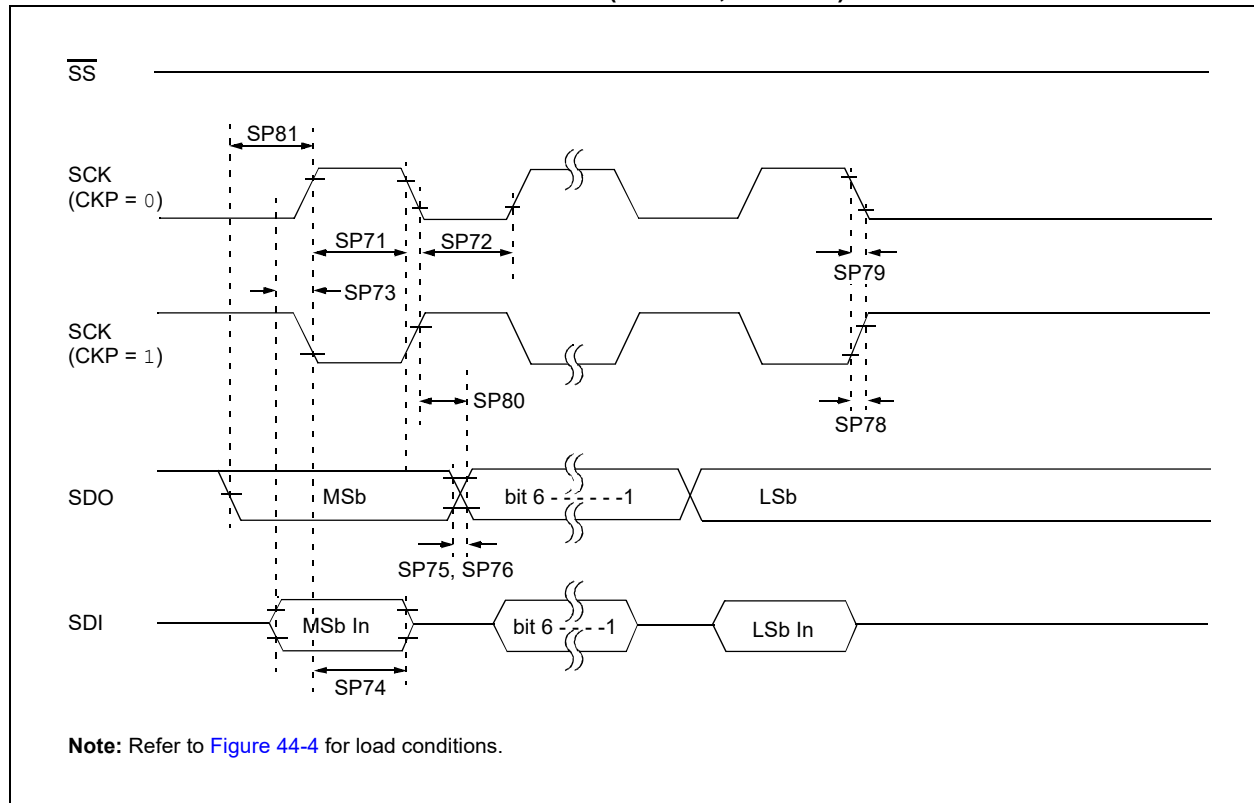 SS
SP81
SCK
(CKP = 0)
SP71
SP72
SP79
SP73
SCK
(CKP = 1)
SP80
SP78
SDO
MSb
bit 6 - - - - - - -1
LSb
SP75, SP76
SDI
MSb In
bit 6 - - - - -1
LSb In
SP74
Note: Refer to Figure 44-4 for load conditions.